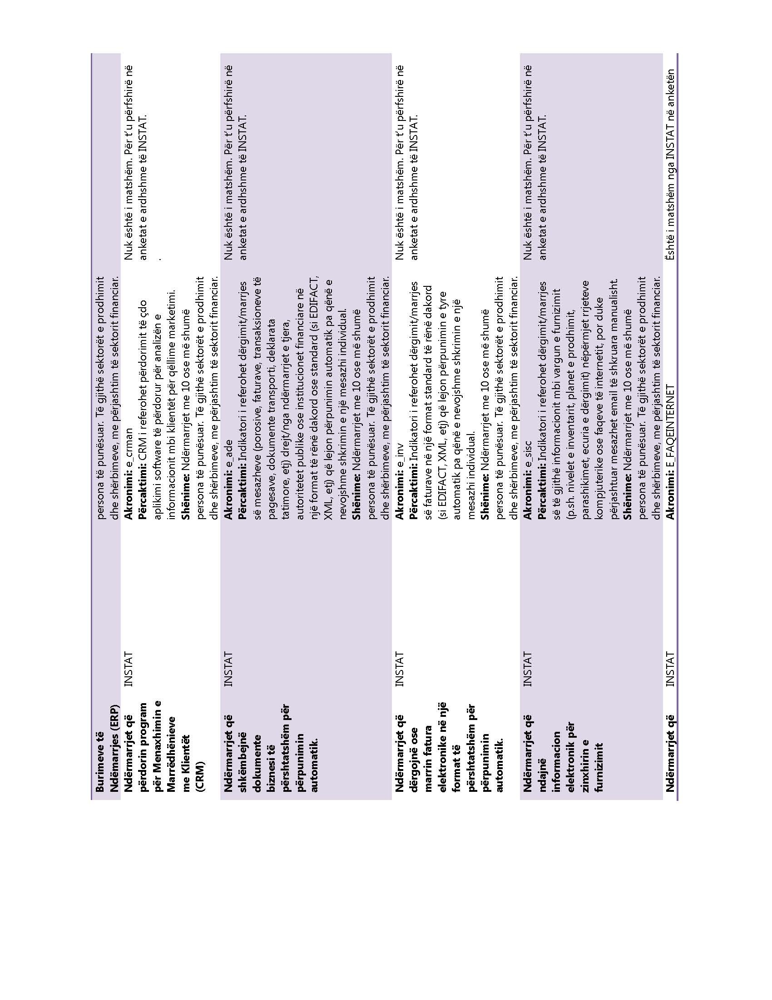 Burimeve të
Ndëmarrjes (ERP)
persona të punësuar. Të gjithë sektorët e prodhimit
dhe shërbimeve, me përjashtim të sektorit financiar.
Ndërmarrjet që
përdorin program
për Menaxhimin e
Marrëdhënieve
me Klientët
(CRM)
INSTAT
Akronimi: e_crman
Përcaktimi: CRM i referohet përdorimit të çdo
aplikimi software të përdorur për analizën e
informacionit mbi klientët për qëllime marketimi.
Shënime: Ndërmarrjet me 10 ose më shumë
persona të punësuar. Të gjithë sektorët e prodhimit
dhe shërbimeve, me përjashtim të sektorit financiar.
Nuk është i matshëm. Për t’u përfshirë në
anketat e ardhshme të INSTAT.
.
Ndërmarrjet që
shkëmbejnë
dokumente
biznesi të
përshtatshëm për
përpunimin
automatik.
INSTAT
Akronimi: e_ade
Përcaktimi: Indikatori i referohet dërgimit/marrjes
së mesazheve (porosive, faturave, transaksioneve të
pagesave, dokumente transporti, deklarata
tatimore, etj) drejt/nga ndërmarrjet e tjera,
autoritetet publike ose institucionet financiare në
një format të rënë dakord ose standard (si EDIFACT,
XML, etj) që lejon përpunimin automatik pa qënë e
nevojshme shkrimin e një mesazhi individual.
Shënime: Ndërmarrjet me 10 ose më shumë
persona të punësuar. Të gjithë sektorët e prodhimit
dhe shërbimeve, me përjashtim të sektorit financiar.
Nuk është i matshëm. Për t’u përfshirë në
anketat e ardhshme të INSTAT.
Ndërmarrjet që
dërgojnë ose
marrin fatura
elektronike në një
format të
përshtatshëm për
përpunimin
automatik.
INSTAT
Akronimi: e_inv
Përcaktimi: Indikatori i referohet dërgimit/marrjes
së faturave në një format standard të rënë dakord
(si EDIFACT, XML, etj) që lejon përpunimin e tyre
automatik pa qënë e nevojshme shkrimin e një
mesazhi individual.
Shënime: Ndërmarrjet me 10 ose më shumë
persona të punësuar. Të gjithë sektorët e prodhimit
dhe shërbimeve, me përjashtim të sektorit financiar.
Nuk është i matshëm. Për t’u përfshirë në
anketat e ardhshme të INSTAT.
Ndërmarrjet që
ndajnë
informacion
elektronik për
zinxhirin e
furnizimit
INSTAT
Akronimi: e_sisc
Përcaktimi: Indikatori i referohet dërgimit/marrjes
së të gjithë informacionit mbi vargun e furnizimit
(p.sh. nivelet e inventarit, planet e prodhimit,
parashikimet, ecuria e dërgimit) nëpërmjet rrjeteve
kompjuterike ose faqeve të internetit, por duke
përjashtuar mesazhet email të shkruara manualisht.
Shënime: Ndërmarrjet me 10 ose më shumë
persona të punësuar. Të gjithë sektorët e prodhimit
dhe shërbimeve, me përjashtim të sektorit financiar.
Nuk është i matshëm. Për t’u përfshirë në
anketat e ardhshme të INSTAT.
Ndërmarrjet që
INSTAT
Akronimi: E_FAQEINTERNET
Është i matshëm nga INSTAT në anketën